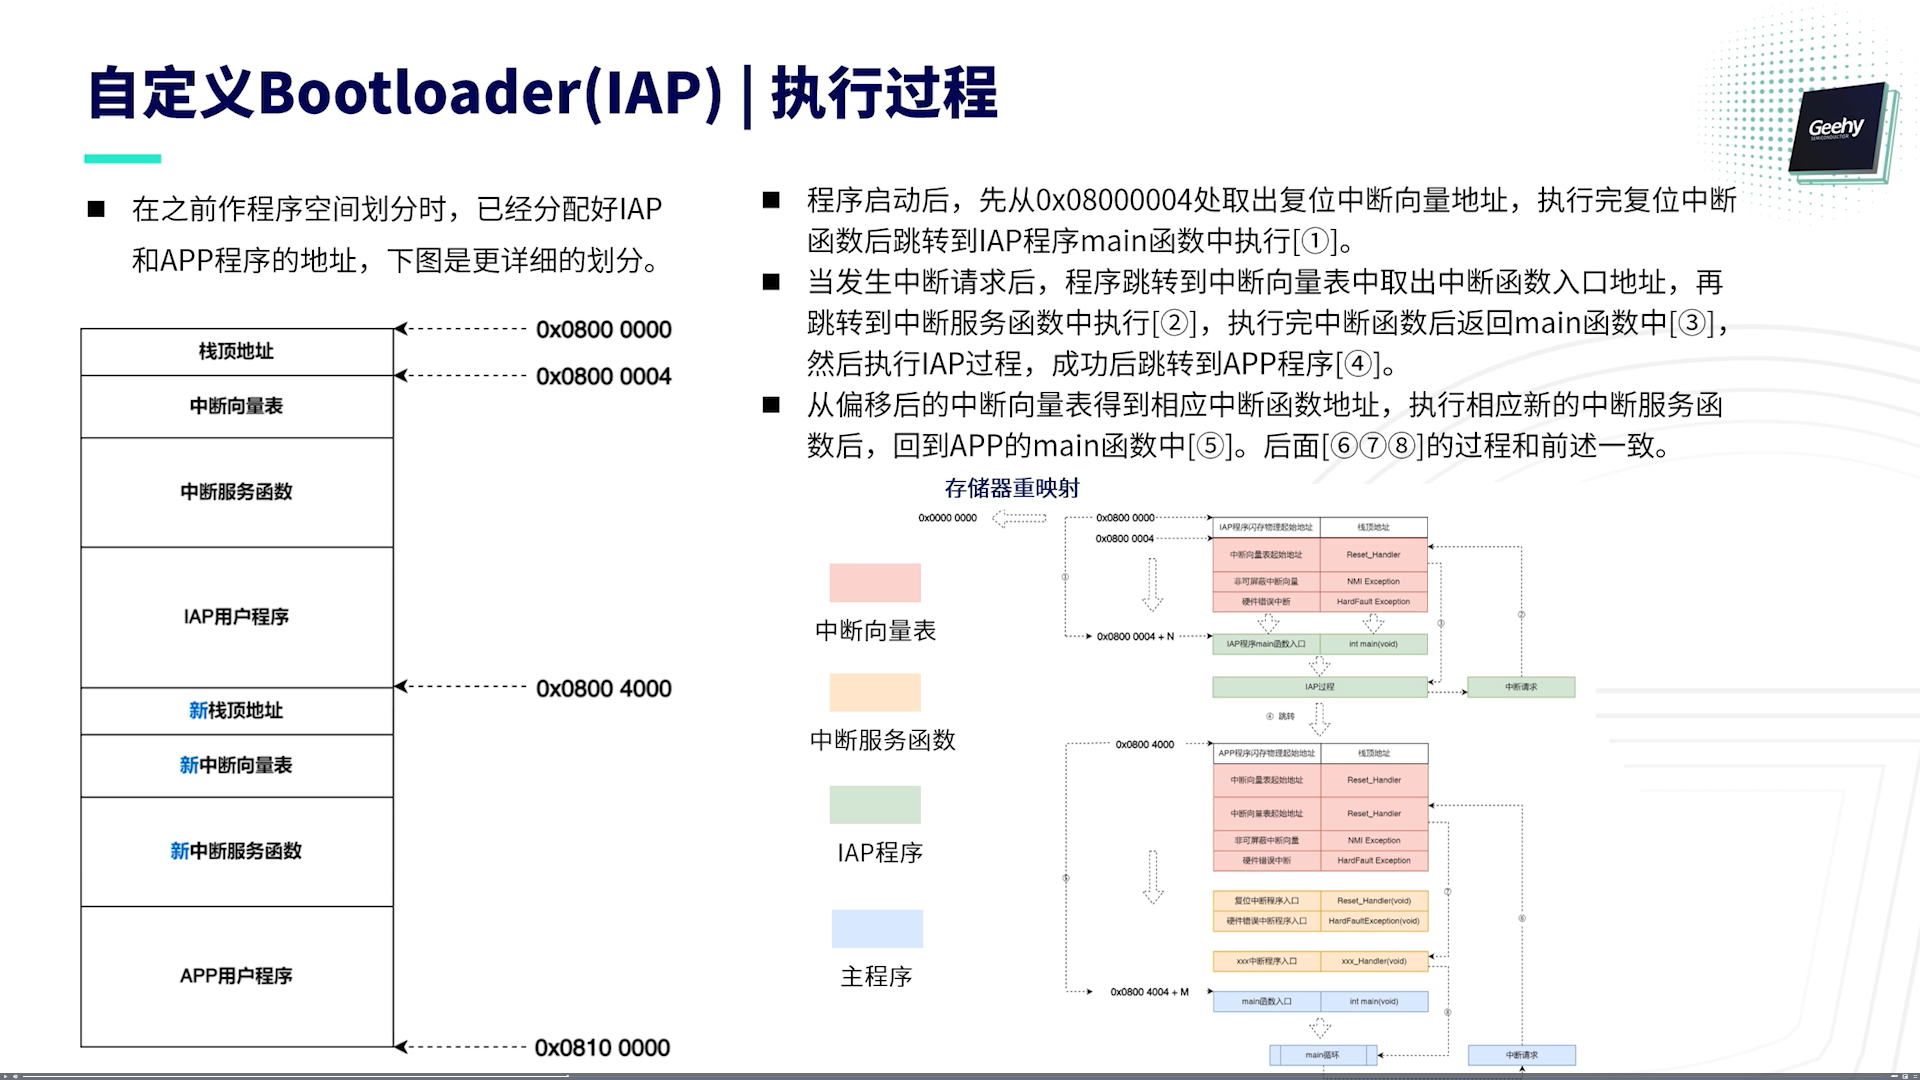 自定义Bootloader(IAP) | 执行过程
Geehy
SEMICONDUCTOR
■ 在之前作程序空间划分时，已经分配好IAP
和APP程序的地址，下图是更详细的划分。
0x0800 0000
栈顶地址
0x0800 0004
中断向量表
中断服务函数
IAP用户程序
0x0800 4000
新栈顶地址
新中断向量表
新中断服务函数
APP用户程序
0x0810 0000
■ 程序启动后，先从0x08000004处取出复位中断向量地址，执行完复位中断
函数后跳转到IAP程序main函数中执行[①]。
■ 当发生中断请求后，程序跳转到中断向量表中取出中断函数入口地址，再
跳转到中断服务函数中执行[②]，执行完中断函数后返回main函数中[③]，
然后执行IAP过程，成功后跳转到APP程序[④]。
■ 从偏移后的中断向量表得到相应中断函数地址，执行相应新的中断服务函
数后，回到APP的main函数中[⑤]。后面[⑥⑦⑧]的过程和前述一致。
存储器重映射
0x0000 0000
中断向量表
中断服务函数
IAP程序
主程序
0x0800 0000
IAP程序闪存物理起始地址 栈顶地址
0x0800 0004
中断向量表起始地址 Reset_Handler
非可屏蔽中断向量 NMI Exception
硬件错误中断 HardFault Exception
①
②
③
0x0800 0004 + N
IAP程序main函数入口 int main(void)
IAP过程
中断请求
④ 跳转
0x0800 4000
APP程序闪存物理起始地址 栈顶地址
中断向量表起始地址 Reset_Handler
中断向量表起始地址 Reset_Handler
非可屏蔽中断向量 NMI Exception
硬件错误中断 HardFault Exception
⑤
⑦
⑥
复位中断程序入口 Reset_Handler(void)
硬件错误中断程序入口 HardFaultException(void)
xxx中断程序入口 xxx_Handler(void)
0x0800 4004 + M
main函数入口 int main(void)
⑧
main循环
中断请求